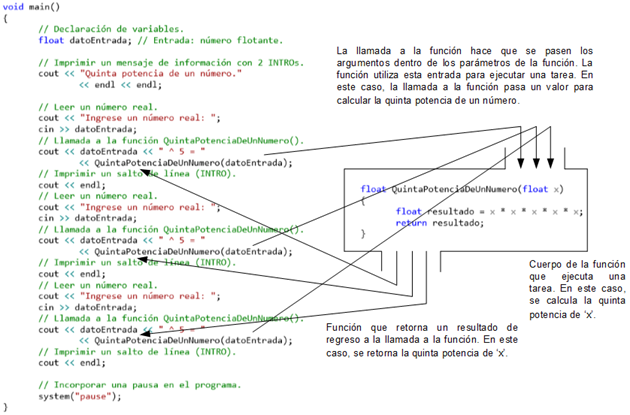 void main()
{
// Declaración de variables.
float datoEntrada; // Entrada: número flotante.
// Imprimir un mensaje de información con 2 INTROs.
cout << "Quinta potencia de un número."
<< endl << endl;
// Leer un número real.
cout << "Ingrese un número real: ";
cin >> datoEntrada;
// Llamada a la función QuintaPotenciaDeUnNumero().
cout << datoEntrada << " ^ 5 = "
<< QuintaPotenciaDeUnNumero(datoEntrada);
// Imprimir un salto de línea (INTRO).
cout << endl;
// Leer un número real.
cout << "Ingrese un número real: ";
cin >> datoEntrada;
// Llamada a la función QuintaPotenciaDeUnNumero().
cout << datoEntrada << " ^ 5 = "
<< QuintaPotenciaDeUnNumero(datoEntrada);
// Imprimir un salto de línea (INTRO).
cout << endl;
// Leer un número real.
cout << "Ingrese un número real: ";
cin >> datoEntrada;
// Llamada a la función QuintaPotenciaDeUnNumero().
cout << datoEntrada << " ^ 5 = "
<< QuintaPotenciaDeUnNumero(datoEntrada);
// Imprimir un salto de línea (INTRO).
cout << endl;
// Incorporar una pausa en el programa.
system("pause");
}
La llamada a la función hace que se pasen los
argumentos dentro de los parámetros de la función. La
función utiliza esta entrada para ejecutar una tarea. En
este caso, la llamada a la función pasa un valor para
calcular la quinta potencia de un número.
float QuintaPotenciaDeUnNumero(float x)
{
float resultado = x * x * x * x * x;
return resultado;
}
Cuerpo de la función
que ejecuta una
tarea. En este caso,
se calcula la quinta
potencia de 'x'.
Función que retorna un resultado de
regreso a la llamada a la función. En este
caso, se retorna la quinta potencia de 'x'.